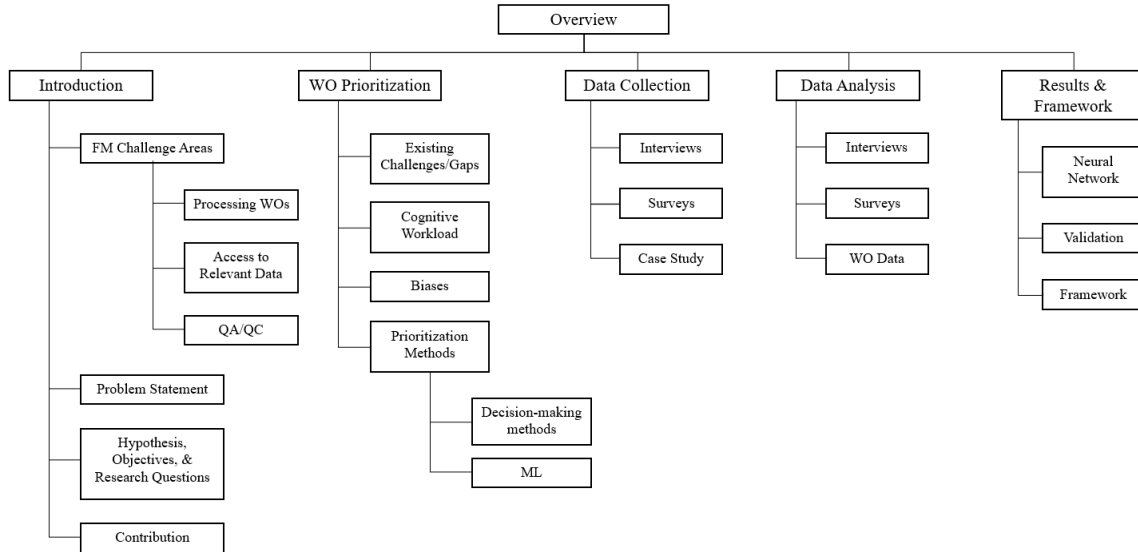 Overview
Introduction
FM Challenge Areas
Processing WOs
Access to
Relevant Data
QA/QC
Problem Statement
Hypothesis,
Objectives, &
Research Questions
Contribution
WO Prioritization
Existing
Challenges/Gaps
Cognitive
Workload
Biases
Prioritization
Methods
Decision-making
methods
ML
Data Collection
Interviews
Surveys
Case Study
Data Analysis
Interviews
Surveys
WO Data
Results &
Framework
Neural
Network
Validation
Framework